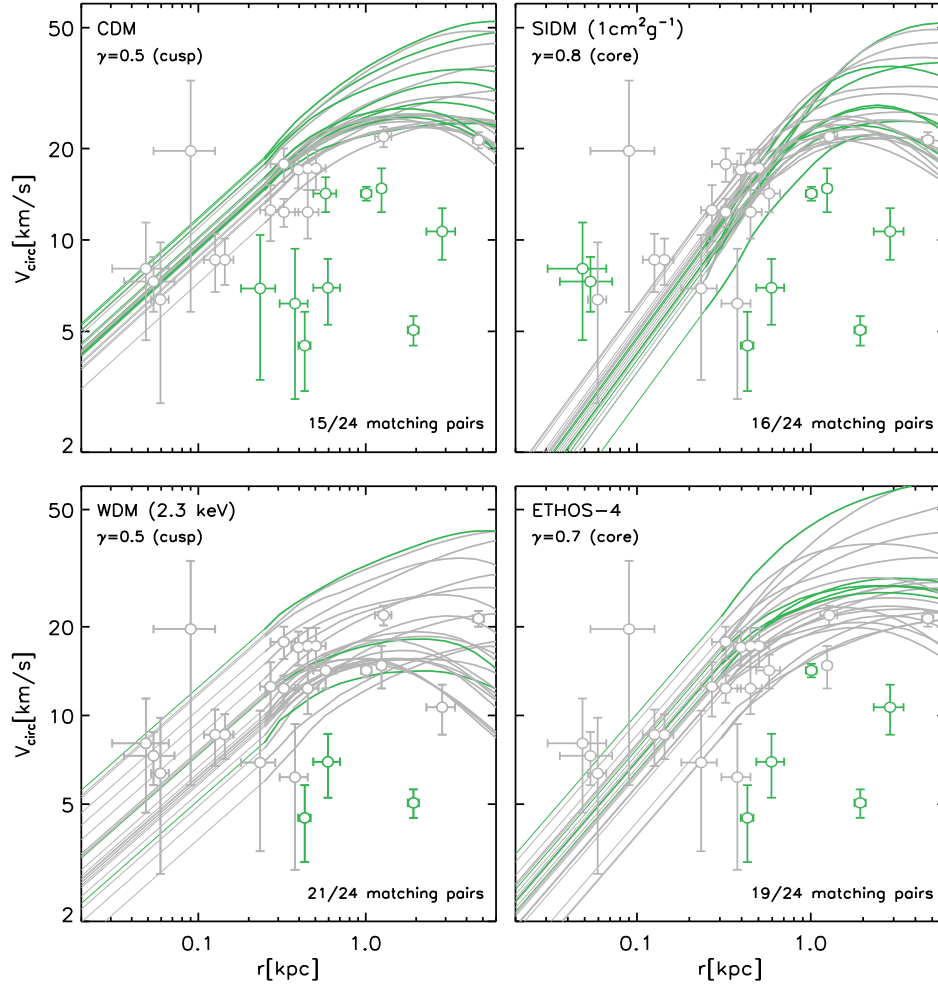 50
20
10
5
2
V_circ[km/s]
CDM
γ=0.5 (cusp)
15/24 matching pairs
SIDM (1cm²g⁻¹)
γ=0.8 (core)
16/24 matching pairs
50
20
10
5
2
V_circ[km/s]
WDM (2.3 keV)
γ=0.5 (cusp)
21/24 matching pairs
ETHOS-4
γ=0.7 (core)
19/24 matching pairs
0.1
1.0
0.1
1.0
r[kpc]
r[kpc]